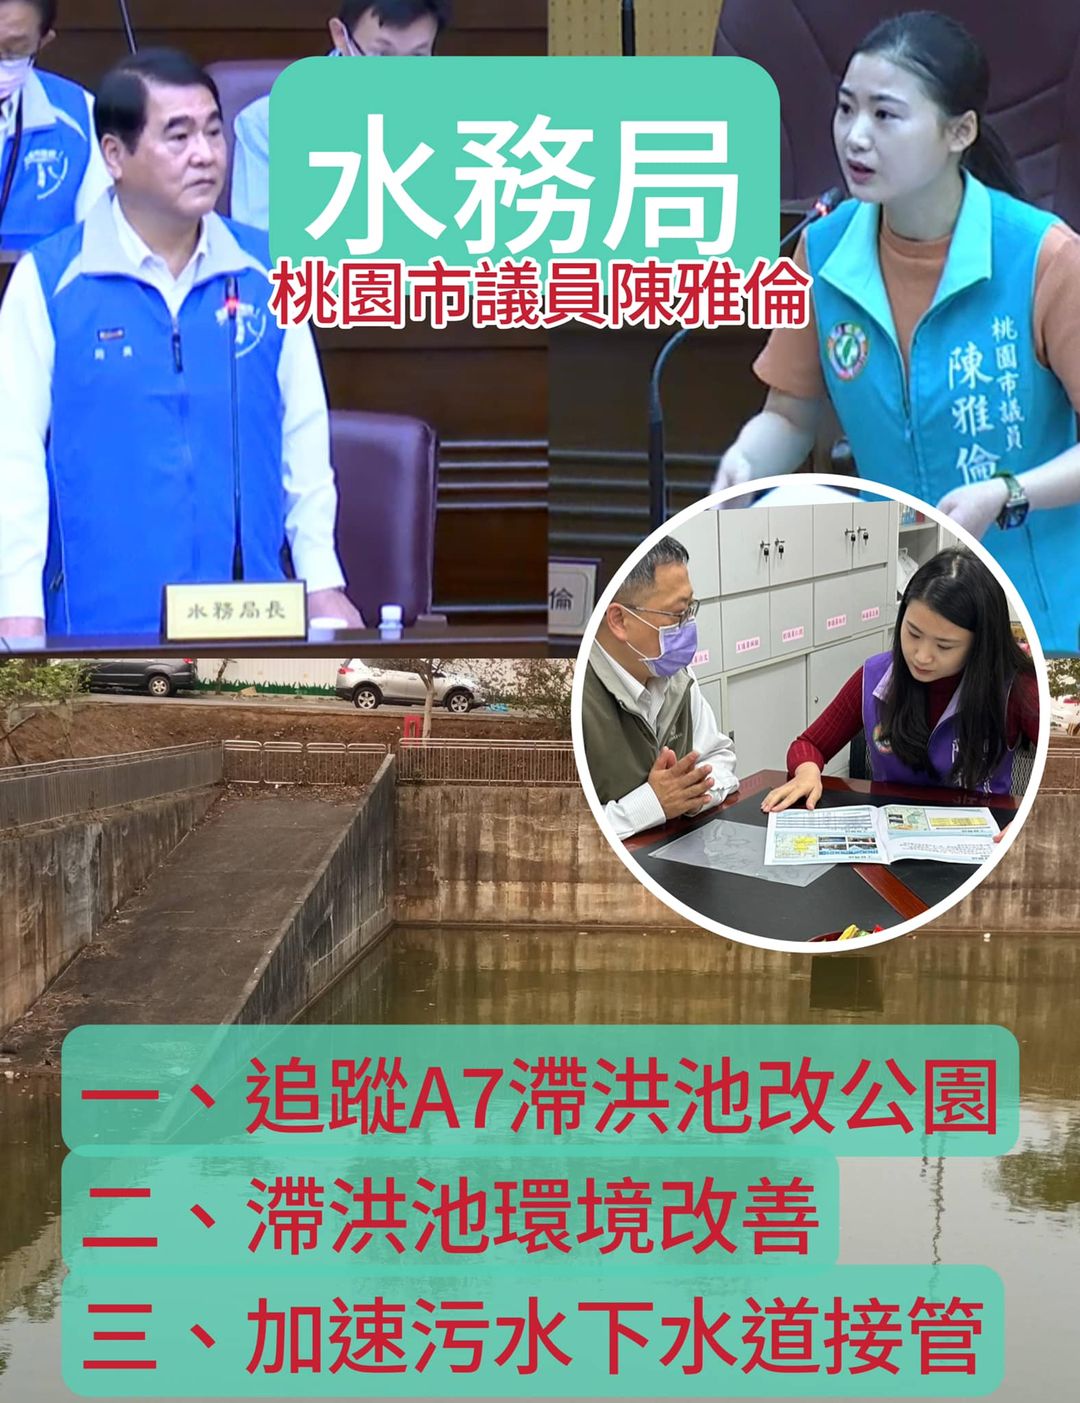 水務局
桃園市議員陳雅倫
桃園市議員
陳雅倫
水務局長
倫
一、追蹤A7滯洪池改公園
二、滯洪池環境改善
三、加速污水下水道接管